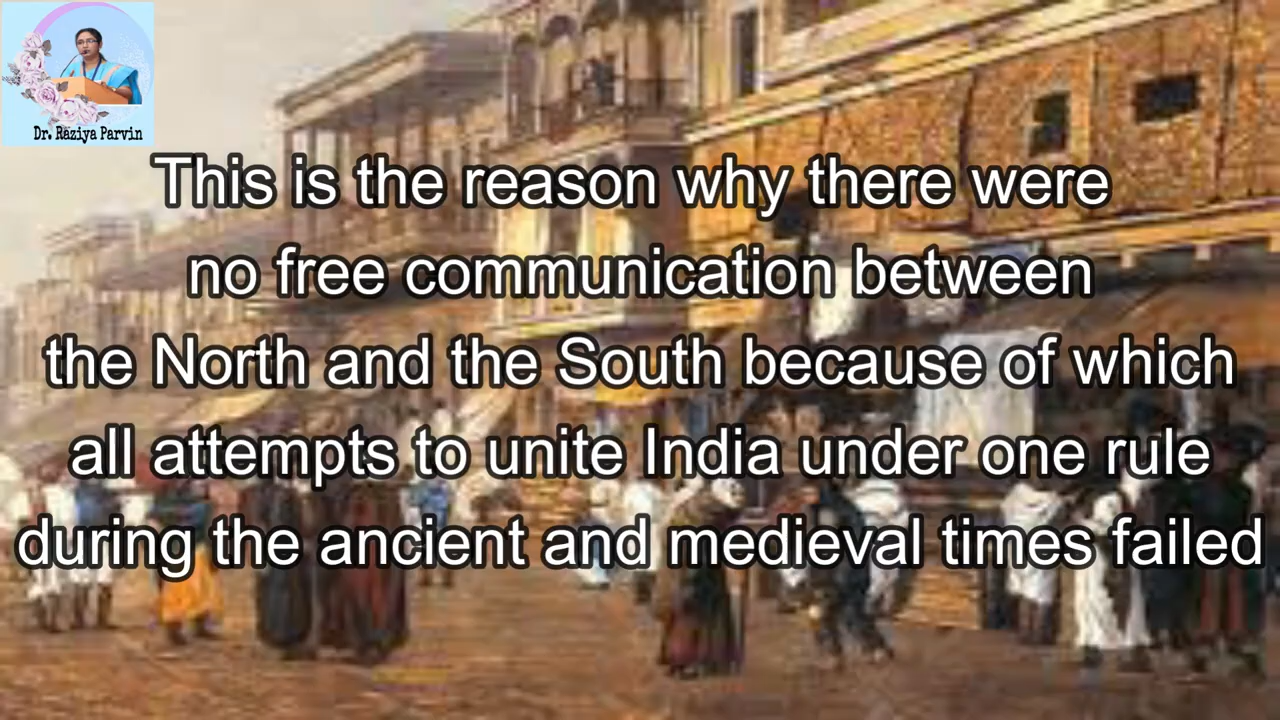 Dr. Raziya Parvin
This is the reason why there were
no free communication between
the North and the South because of which
all attempts to unite India under one rule
during the ancient and medieval times failed